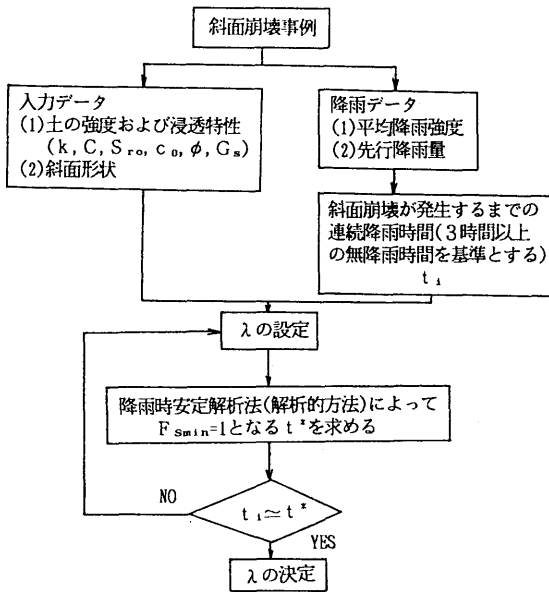 斜面崩壊事例
入力データ
(1)土の強度および浸透特性
(k, C, Sro, c0, φ, Gs)
(2)斜面形状
降雨データ
(1)平均降雨強度
(2)先行降雨量
斜面崩壊が発生するまでの
連続降雨時間(3時間以上
の無降雨時間を基準とする)
ti
λの設定
降雨時安定解析法(解析的方法)によって
Fsmin=1となるt*を求める
NO
ti≃t*
YES
λの決定